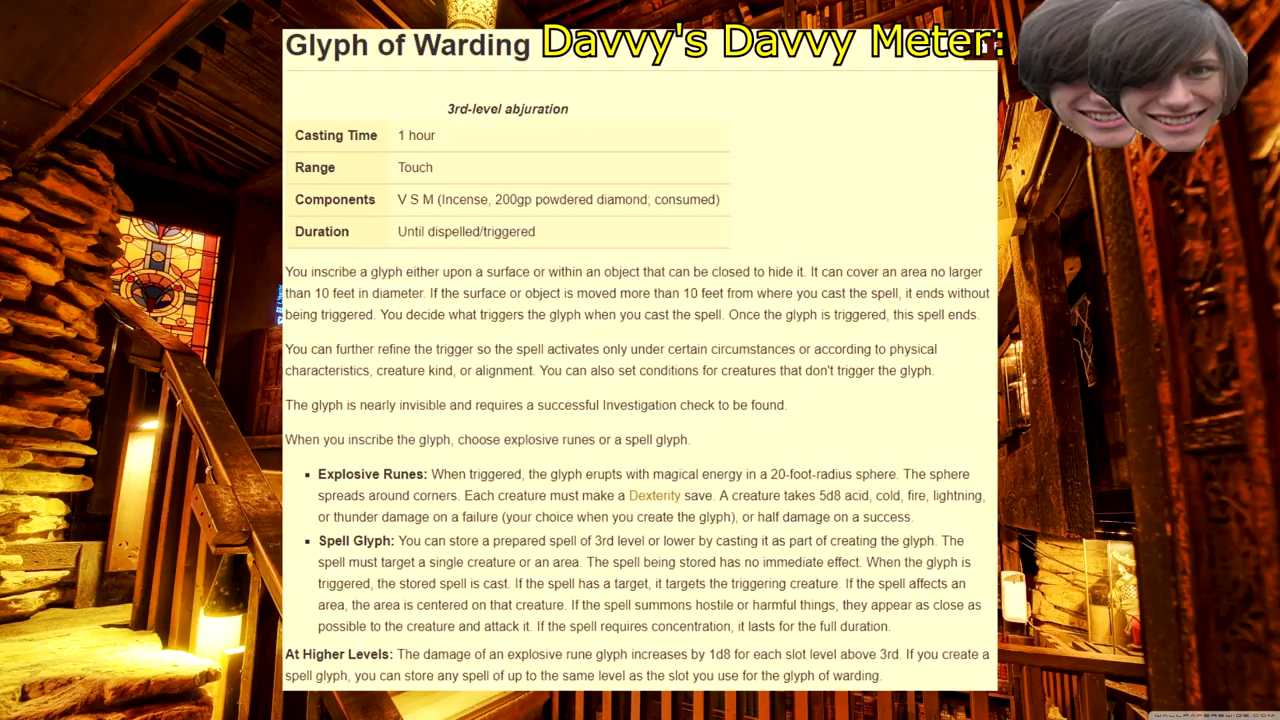 Glyph of Warding Davvy's Davvy Meter:
3rd-level abjuration
Casting Time 1 hour
Range Touch
Components V S M (Incense, 200gp powdered diamond; consumed)
Duration Until dispelled/triggered
You inscribe a glyph either upon a surface or within an object that can be closed to hide it. It can cover an area no larger
than 10 feet in diameter. If the surface or object is moved more than 10 feet from where you cast the spell, it ends without
being triggered. You decide what triggers the glyph when you cast the spell. Once the glyph is triggered, this spell ends.
You can further refine the trigger so the spell activates only under certain circumstances or according to physical
characteristics, creature kind, or alignment. You can also set conditions for creatures that don't trigger the glyph.
The glyph is nearly invisible and requires a successful Investigation check to be found.
When you inscribe the glyph, choose explosive runes or a spell glyph.
▪ Explosive Runes: When triggered, the glyph erupts with magical energy in a 20-foot-radius sphere. The sphere
spreads around corners. Each creature must make a Dexterity save. A creature takes 5d8 acid, cold, fire, lightning,
or thunder damage on a failure (your choice when you create the glyph), or half damage on a success.
▪ Spell Glyph: You can store a prepared spell of 3rd level or lower by casting it as part of creating the glyph. The
spell must target a single creature or an area. The spell being stored has no immediate effect. When the glyph is
triggered, the stored spell is cast. If the spell has a target, it targets the triggering creature. If the spell affects an
area, the area is centered on that creature. If the spell summons hostile or harmful things, they appear as close as
possible to the creature and attack it. If the spell requires concentration, it lasts for the full duration.
At Higher Levels: The damage of an explosive rune glyph increases by 1d8 for each slot level above 3rd. If you create a
spell glyph, you can store any spell of up to the same level as the slot you use for the glyph of warding.
WALLPAPERSWIDE.COM